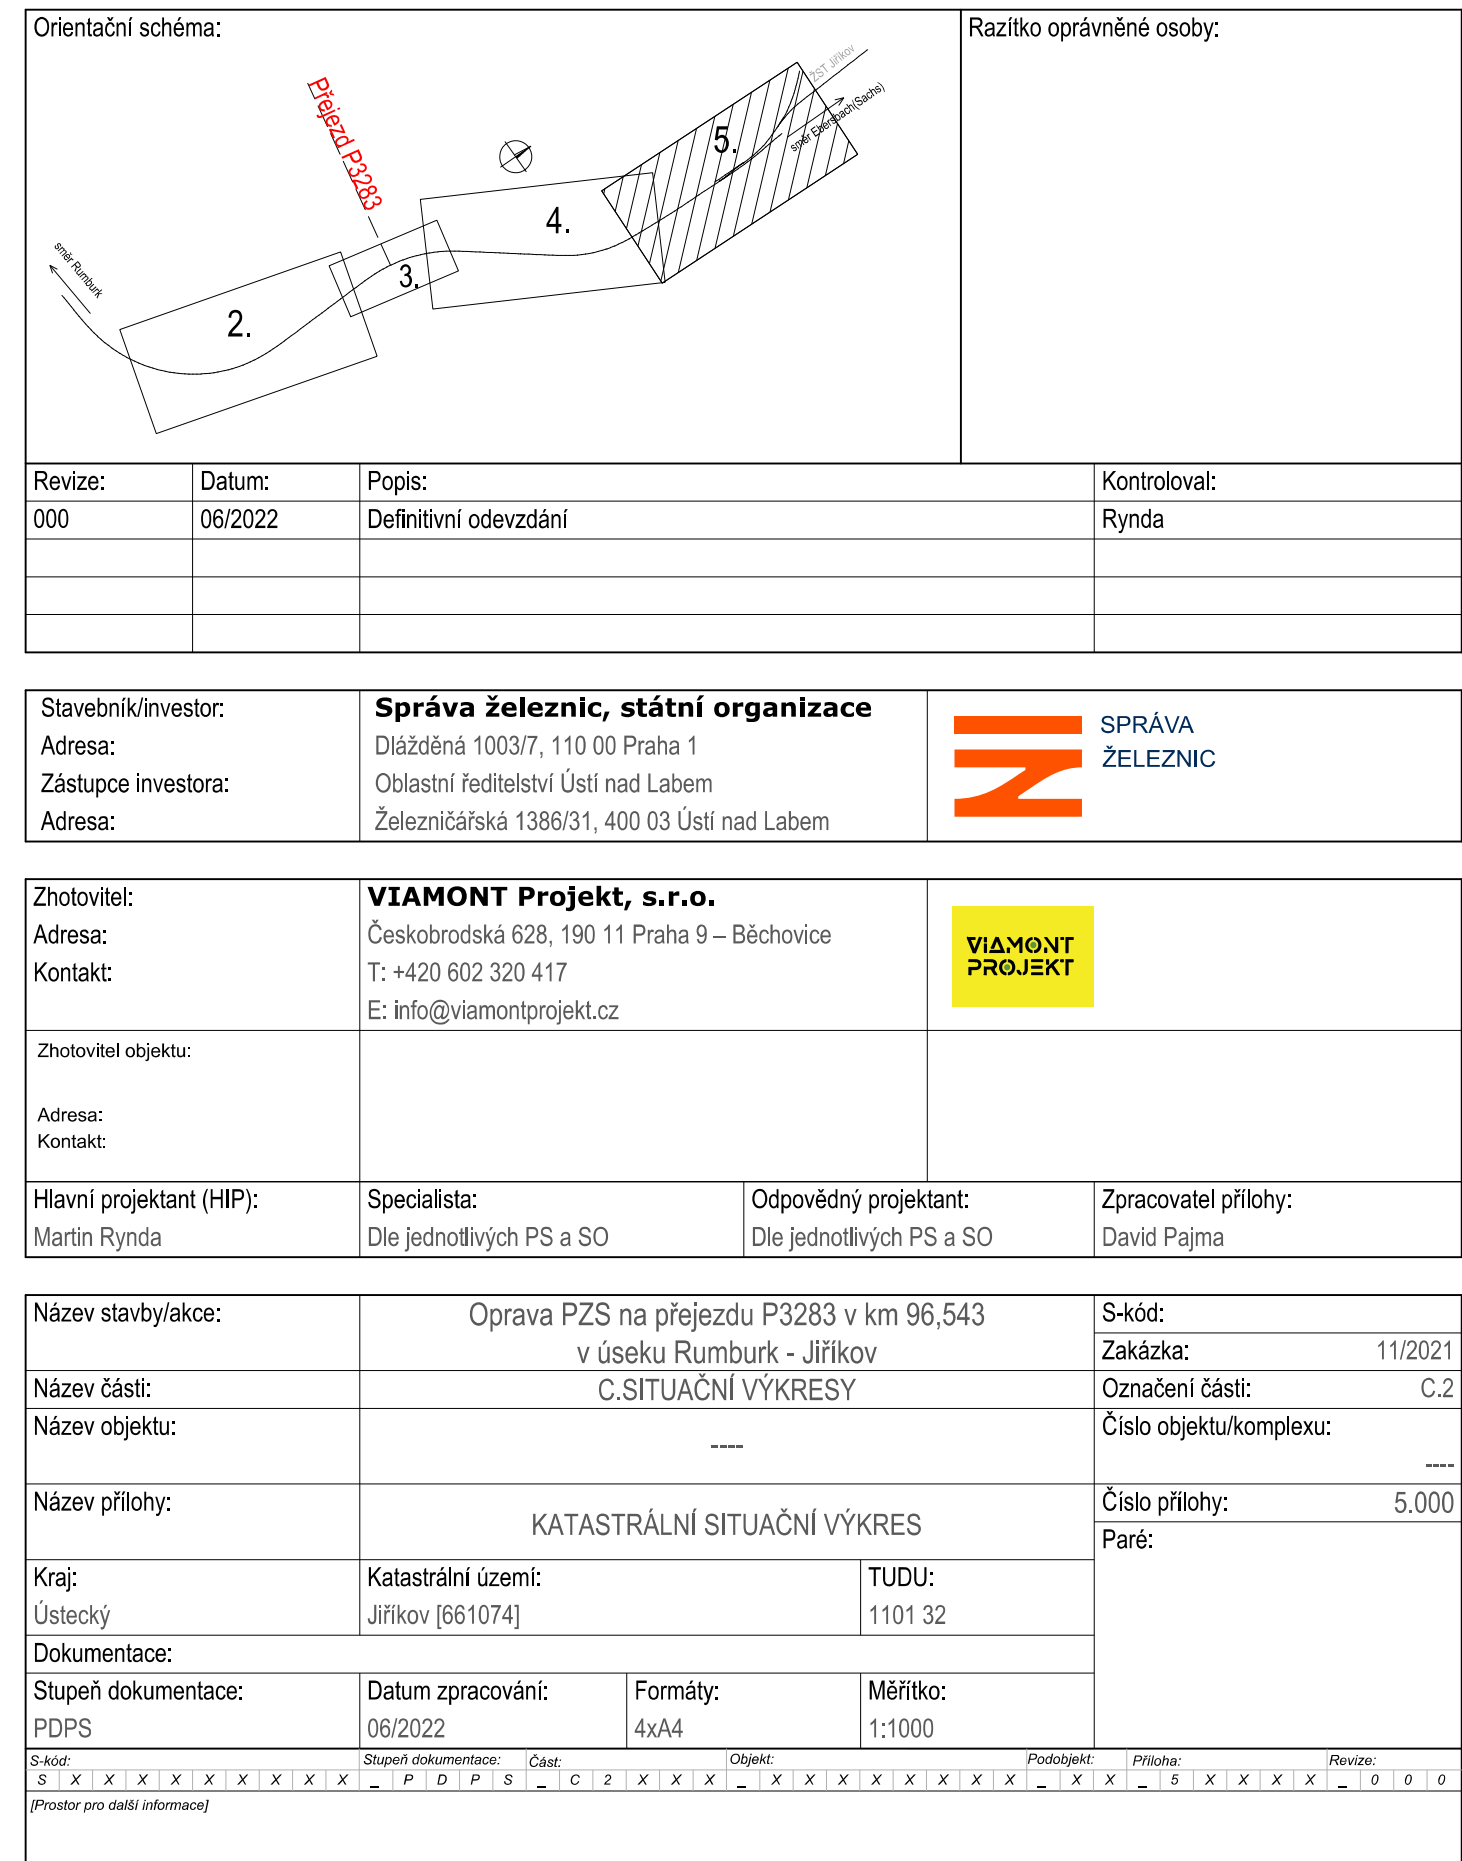 Orientační schéma:
Razítko oprávněné osoby:
Přejezd P3283
ŽST Jiříkov
směr Ebersbach(Sachs)
5.
4.
3.
2.
směr Rumburk
Revize: Datum: Popis: Kontroloval:
000 06/2022 Definitivní odevzdání Rynda
Stavebník/investor: Správa železnic, státní organizace
Adresa: Dlážděná 1003/7, 110 00 Praha 1
Zástupce investora: Oblastní ředitelství Ústí nad Labem
Adresa: Železničářská 1386/31, 400 03 Ústí nad Labem
SPRÁVA
ŽELEZNIC
Zhotovitel: VIAMONT Projekt, s.r.o.
Adresa: Českobrodská 628, 190 11 Praha 9 – Běchovice
Kontakt: T: +420 602 320 417
E: info@viamontprojekt.cz
VIAMONT
PROJEKT
Zhotovitel objektu:
Adresa:
Kontakt:
Hlavní projektant (HIP): Specialista: Odpovědný projektant: Zpracovatel přílohy:
Martin Rynda Dle jednotlivých PS a SO Dle jednotlivých PS a SO David Pajma
Název stavby/akce: Oprava PZS na přejezdu P3283 v km 96,543 S-kód:
v úseku Rumburk - Jiříkov Zakázka: 11/2021
Název části: C.SITUAČNÍ VÝKRESY Označení části: C.2
Název objektu: ---- Číslo objektu/komplexu:
----
Název přílohy: KATASTRÁLNÍ SITUAČNÍ VÝKRES Číslo přílohy: 5.000
Paré:
Kraj: Katastrální území: TUDU:
Ústecký Jiříkov [661074] 1101 32
Dokumentace:
Stupeň dokumentace: Datum zpracování: Formáty: Měřítko:
PDPS 06/2022 4xA4 1:1000
S-kód: Stupeň dokumentace: Část: Objekt: Podobjekt: Příloha: Revize:
S X X X X X X X X X _ P D P S _ C 2 X X X _ X X X X X X X X _ X X _ 5 X X X X _ 0 0 0
[Prostor pro další informace]